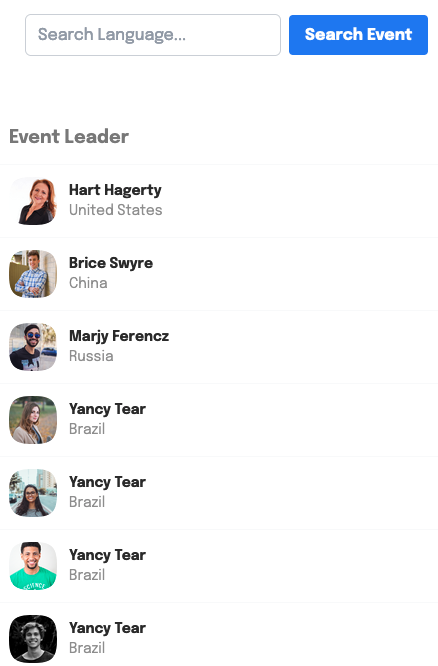 Search Language...
Search Event
Event Leader
Hart Hagerty
United States
Brice Swyre
China
Marjy Ferencz
Russia
Yancy Tear
Brazil
Yancy Tear
Brazil
Yancy Tear
Brazil
SCIENCE
Yancy Tear
Brazil